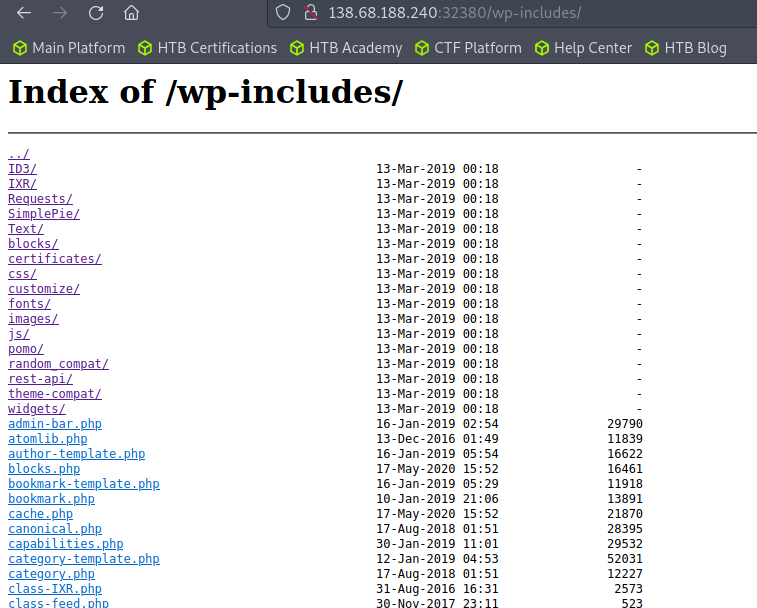 138.68.188.240:32380/wp-includes/
Main Platform HTB Certifications HTB Academy CTF Platform Help Center HTB Blog
Index of /wp-includes/
../
ID3/ 13-Mar-2019 00:18 -
IXR/ 13-Mar-2019 00:18 -
Requests/ 13-Mar-2019 00:18 -
SimplePie/ 13-Mar-2019 00:18 -
Text/ 13-Mar-2019 00:18 -
blocks/ 13-Mar-2019 00:18 -
certificates/ 13-Mar-2019 00:18 -
css/ 13-Mar-2019 00:18 -
customize/ 13-Mar-2019 00:18 -
fonts/ 13-Mar-2019 00:18 -
images/ 13-Mar-2019 00:18 -
js/ 13-Mar-2019 00:18 -
pomo/ 13-Mar-2019 00:18 -
random_compat/ 13-Mar-2019 00:18 -
rest-api/ 13-Mar-2019 00:18 -
theme-compat/ 13-Mar-2019 00:18 -
widgets/ 13-Mar-2019 00:18 -
admin-bar.php 16-Jan-2019 02:54 29790
atomlib.php 13-Dec-2016 01:49 11839
author-template.php 16-Jan-2019 05:54 16622
blocks.php 17-May-2020 15:52 16461
bookmark-template.php 16-Jan-2019 05:29 11918
bookmark.php 10-Jan-2019 21:06 13891
cache.php 17-May-2020 15:52 21870
canonical.php 17-Aug-2018 01:51 28395
capabilities.php 30-Jan-2019 11:01 29532
category-template.php 12-Jan-2019 04:53 52031
category.php 17-Aug-2018 01:51 12227
class-IXR.php 31-Aug-2016 16:31 2573
class-feed.php 30-Nov-2017 23:11 523